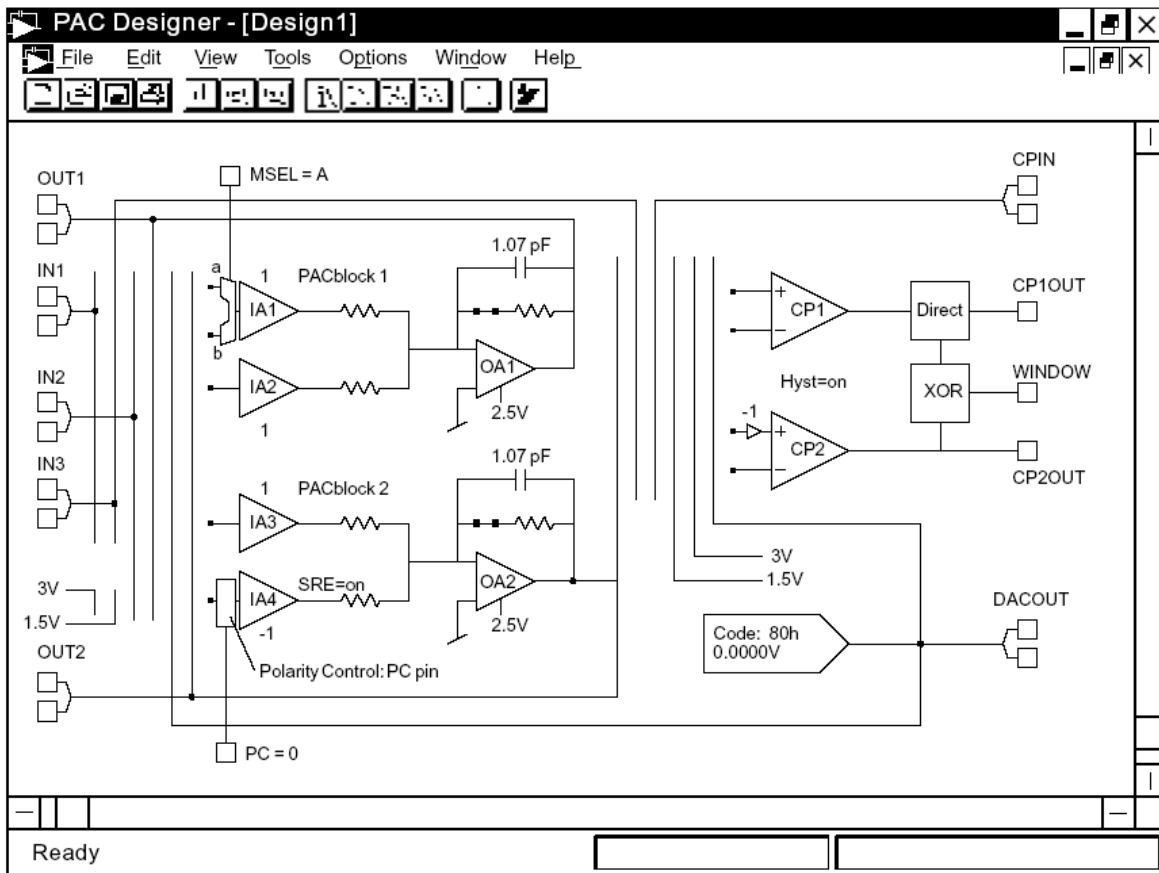 PAC Designer - [Design1]
File Edit View Tools Options Window Help
OUT1
MSEL = A
CPIN
1.07 pF
IN1
a
1
PACblock 1
IA1
b
CP1OUT
+
CP1
−
Direct
OA1
IN2
IA2
1
2.5V
Hyst=on
WINDOW
XOR
-1
+
CP2
−
CP2OUT
1.07 pF
IN3
1
PACblock 2
IA3
OA2
3V
1.5V
SRE=on
IA4
-1
2.5V
3V
1.5V
DACOUT
Code: 80h
0.0000V
OUT2
Polarity Control: PC pin
PC = 0
Ready